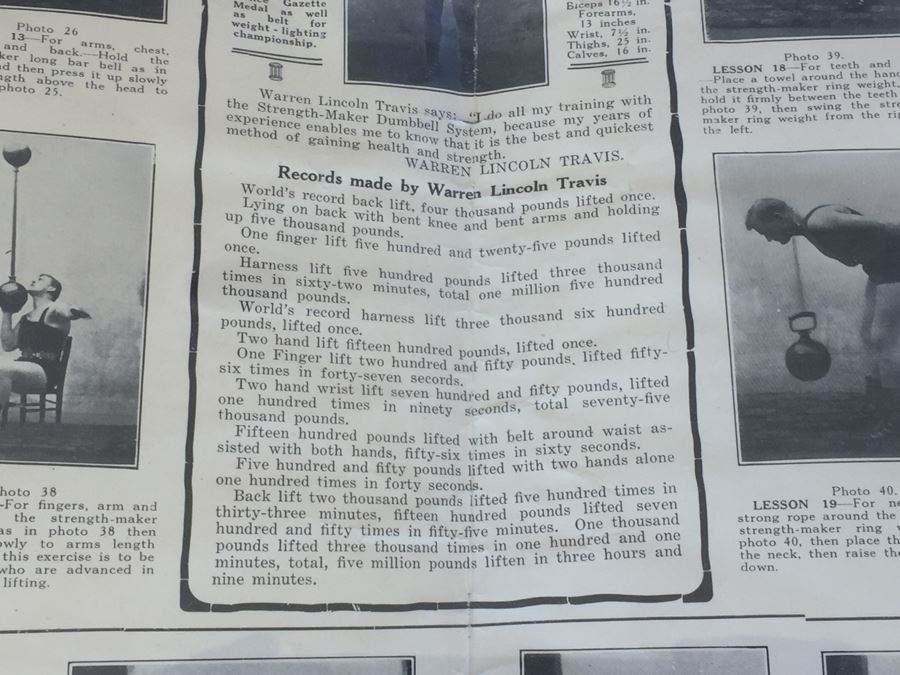 Photo 26
13—For arms, chest,
and back.—Hold the
ker long bar bell as in
d then press it up slowly
ngth above the head to
photo 25.
Photo 38
—For fingers, arm and
the strength-maker
as in photo 38 then
owly to arms length
this exercise is to be
who are advanced in
lifting.
Gazette
Medal as well
as belt for
weight-lighting
championship.
Biceps 16½ in.
Forearms,
13 inches
Wrist, 7½ in.
Thighs, 25 in.
Calves, 16 in.
Warren Lincoln Travis says: "I do all my training with
the Strength-Maker Dumbbell System, because my years of
experience enables me to know that it is the best and quickest
method of gaining health and strength.
WARREN LINCOLN TRAVIS.
Records made by Warren Lincoln Travis
World's record back lift, four thousand pounds lifted once.
Lying on back with bent knee and bent arms and holding
up five thousand pounds.
One finger lift five hundred and twenty-five pounds lifted
once.
Harness lift five hundred pounds lifted three thousand
times in sixty-two minutes, total one million five hundred
thousand pounds.
World's record harness lift three thousand six hundred
pounds, lifted once.
Two hand lift fifteen hundred pounds, lifted once.
One Finger lift two hundred and fifty pounds, lifted fifty-
six times in forty-seven secords.
Two hand wrist lift seven hundred and fifty pounds, lifted
one hundred times in ninety seconds, total seventy-five
thousand pounds.
Fifteen hundred pounds lifted with belt around waist as-
sisted with both hands, fifty-six times in sixty seconds.
Five hundred and fifty pounds lifted with two hands alone
one hundred times in forty seconds.
Back lift two thousand pounds lifted five hundred times in
thirty-three minutes, fifteen hundred pounds lifted seven
hundred and fifty times in fifty-five minutes. One thousand
pounds lifted three thousand times in one hundred and one
minutes, total, five million pounds liften in three hours and
nine minutes.
Photo 39.
LESSON 18—For teeth and
—Place a towel around the hand
the strength-maker ring weight,
hold it firmly between the teeth
photo 39, then swing the stre
maker ring weight from the rig
the left.
Photo 40.
LESSON 19—For ne
strong rope around the
strength-maker ring w
photo 40, then place th
the neck, then raise the
down.